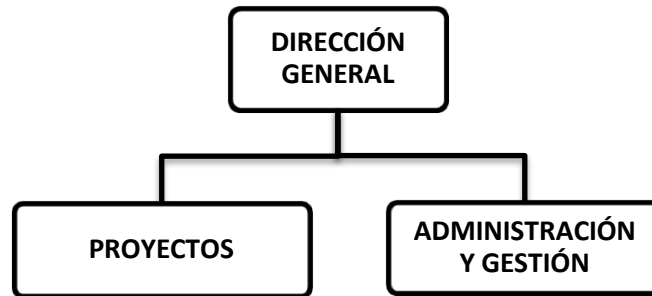 DIRECCIÓN
GENERAL
PROYECTOS
ADMINISTRACIÓN
Y GESTIÓN